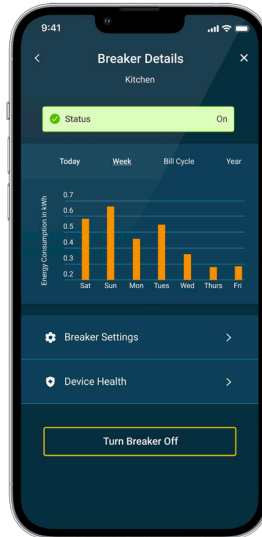 9:41
Breaker Details
Kitchen
Status On
Today Week Bill Cycle Year
Energy Consumption in kWh
0.7
0.6
0.5
0.4
0.3
0.2
Sat Sun Mon Tues Wed Thurs Fri
Breaker Settings
Device Health
Turn Breaker Off